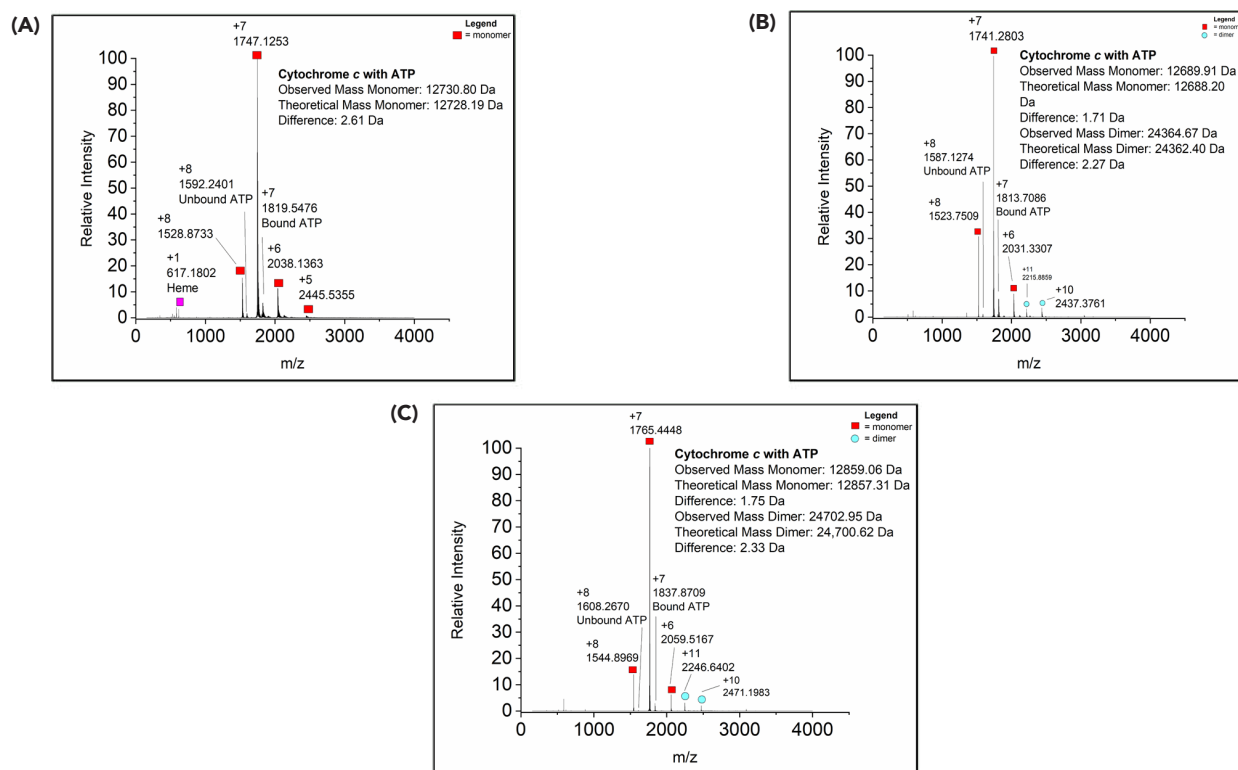 (A)
Legend
= monomer
+7
1747.1253
Cytochrome c with ATP
Observed Mass Monomer: 12730.80 Da
Theoretical Mass Monomer: 12728.19 Da
Difference: 2.61 Da
+8
1592.2401
Unbound ATP
+7
1819.5476
Bound ATP
+8
1528.8733
+6
2038.1363
+1
617.1802
Heme
+5
2445.5355
Relative Intensity
100
90
80
70
60
50
40
30
20
10
0
0 1000 2000 3000 4000
m/z
(B)
Legend
= monomer
= dimer
+7
1741.2803
Cytochrome c with ATP
Observed Mass Monomer: 12689.91 Da
Theoretical Mass Monomer: 12688.20
Da
Difference: 1.71 Da
Observed Mass Dimer: 24364.67 Da
Theoretical Mass Dimer: 24362.40 Da
Difference: 2.27 Da
+8
1587.1274
Unbound ATP
+7
1813.7086
Bound ATP
+8
1523.7509
+6
2031.3307
+11
2215.8859
+10
2437.3761
Relative Intensity
100
90
80
70
60
50
40
30
20
10
0
0 1000 2000 3000 4000
m/z
(C)
Legend
= monomer
= dimer
+7
1765.4448
Cytochrome c with ATP
Observed Mass Monomer: 12859.06 Da
Theoretical Mass Monomer: 12857.31 Da
Difference: 1.75 Da
Observed Mass Dimer: 24702.95 Da
Theoretical Mass Dimer: 24,700.62 Da
Difference: 2.33 Da
+8
1608.2670
Unbound ATP
+7
1837.8709
Bound ATP
+8
1544.8969
+6
2059.5167
+11
2246.6402
+10
2471.1983
Relative Intensity
100
90
80
70
60
50
40
30
20
10
0
0 1000 2000 3000 4000
m/z